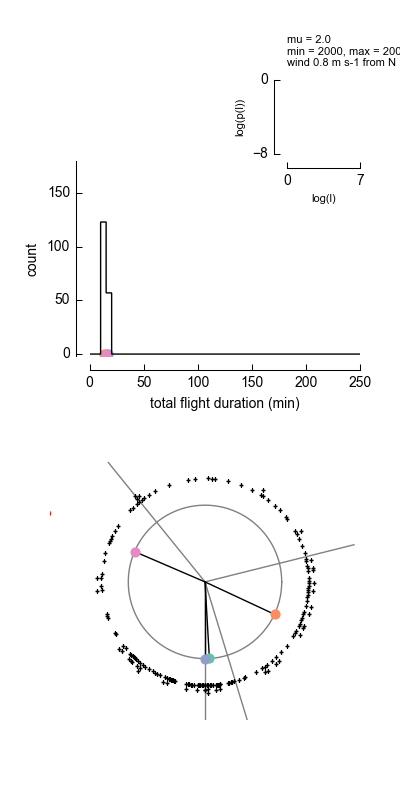 mu = 2.0
min = 2000, max = 200
wind 0.8 m s-1 from N
log(p(l))
0
−8
0
7
log(l)
count
150
100
50
0
0
50
100
150
200
250
total flight duration (min)